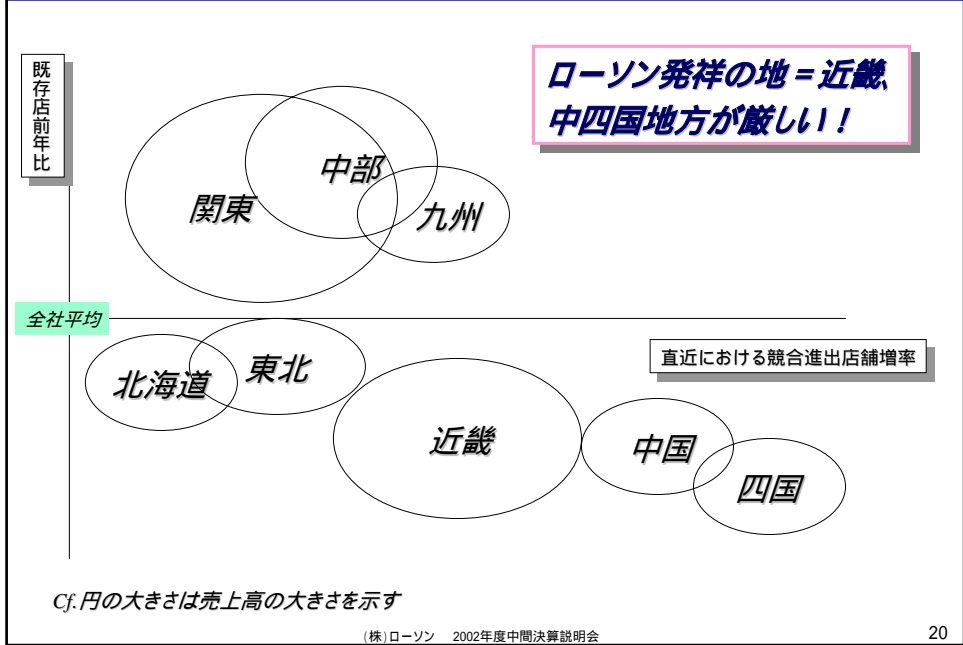 既存店前年比
ローソン発祥の地=近畿、
中四国地方が厳しい!
中部
関東
九州
全社平均
直近における競合進出店舗増率
東北
北海道
近畿
中国
四国
Cf.円の大きさは売上高の大きさを示す
(株)ローソン 2002年度中間決算説明会
20